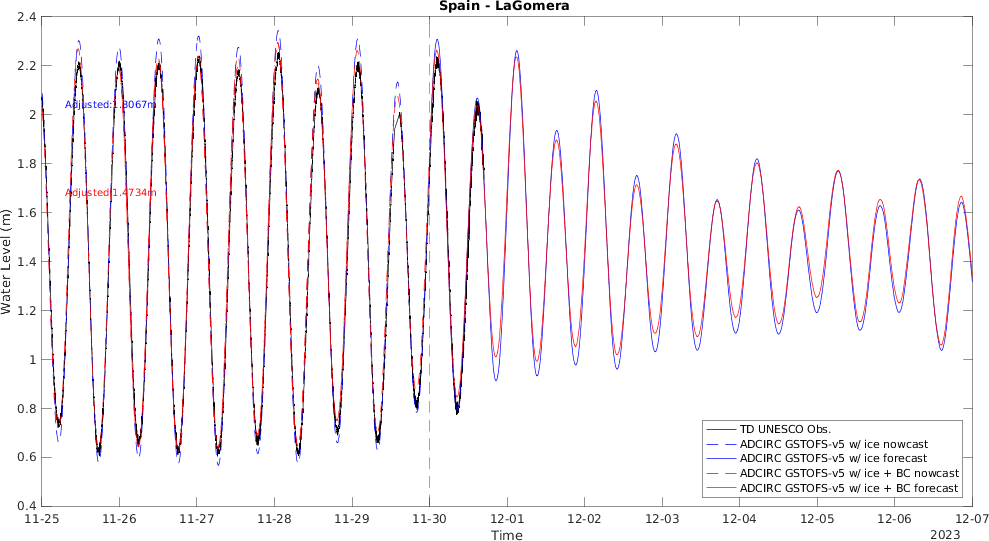 Spain - LaGomera
2.4
2.2
2
1.8
1.6
1.4
1.2
1
0.8
0.6
0.4
Water Level (m)
Adjusted:1.8067m
Adjusted:1.4734m
TD UNESCO Obs.
ADCIRC GSTOFS-v5 w/ ice nowcast
ADCIRC GSTOFS-v5 w/ ice forecast
ADCIRC GSTOFS-v5 w/ ice + BC nowcast
ADCIRC GSTOFS-v5 w/ ice + BC forecast
11-25 11-26 11-27 11-28 11-29 11-30 12-01 12-02 12-03 12-04 12-05 12-06 12-07
Time
2023